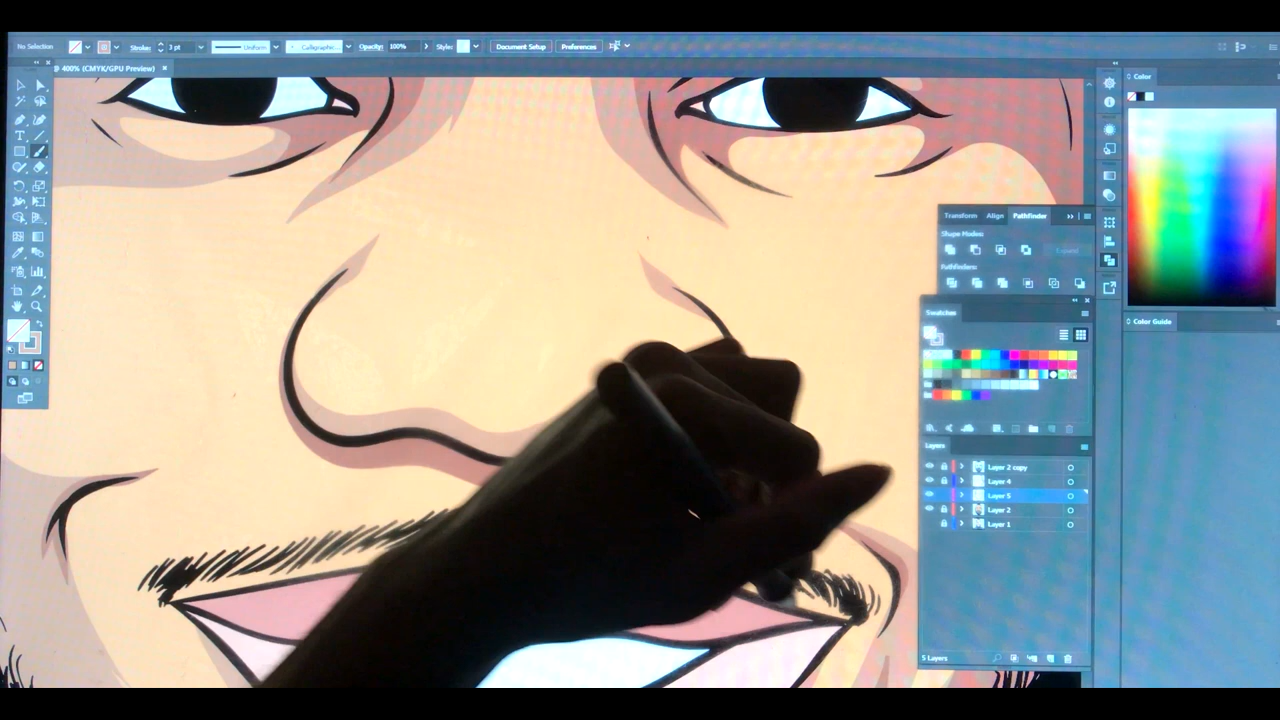 No Selection Stroke: 3 pt Uniform Opacity: 100% Style: Document Setup Preferences
@ 400% (CMYK/GPU Preview) ×
Color
Transform Align Pathfinder
Shape Modes:
Expand
Pathfinders:
Swatches
Color Guide
Layers
Layer 2 copy
Layer 4
Layer 5
Layer 2
Layer 1
5 Layers